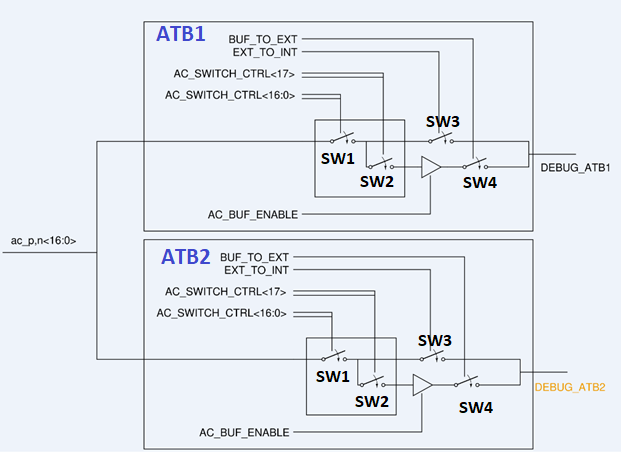 ATB1
BUF_TO_EXT
EXT_TO_INT
AC_SWITCH_CTRL<17>
AC_SWITCH_CTRL<16:0>
SW3
SW1
SW2
SW4
DEBUG_ATB1
AC_BUF_ENABLE
ac_p,n<16:0>
ATB2
BUF_TO_EXT
EXT_TO_INT
AC_SWITCH_CTRL<17>
AC_SWITCH_CTRL<16:0>
SW3
SW1
SW2
SW4
DEBUG_ATB2
AC_BUF_ENABLE